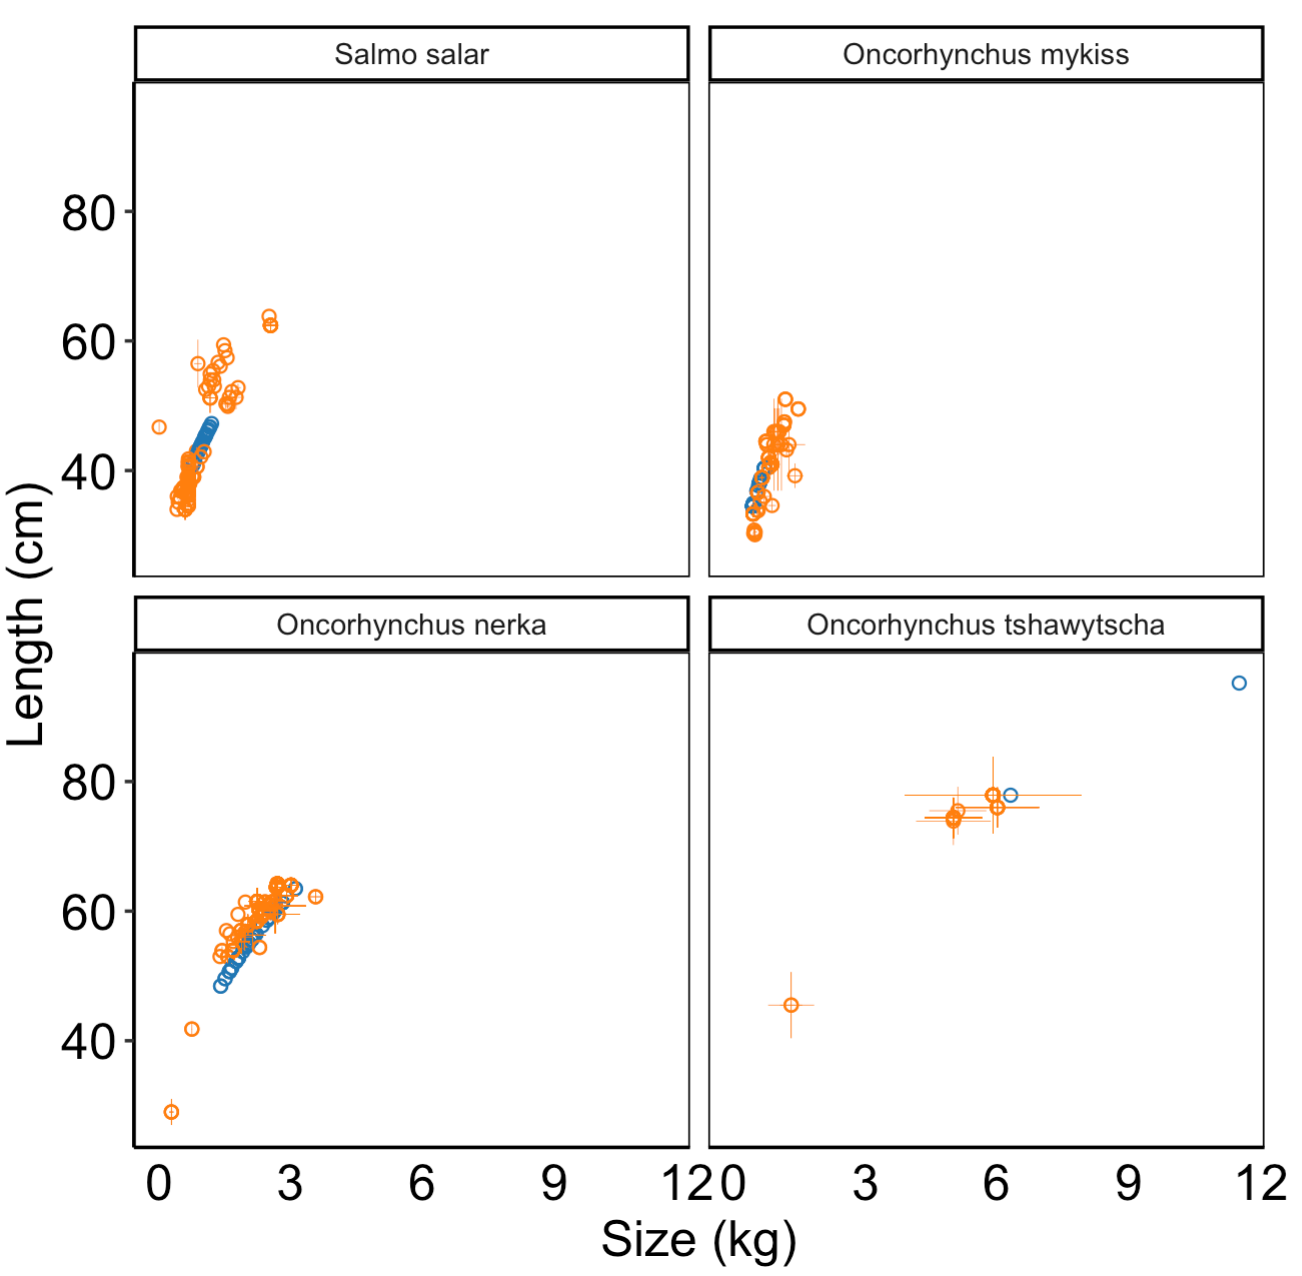 Salmo salar
Oncorhynchus mykiss
80
60
40
Length (cm)
Oncorhynchus nerka
Oncorhynchus tshawytscha
80
60
40
0 3 6 9 12 0 3 6 9 12
Size (kg)